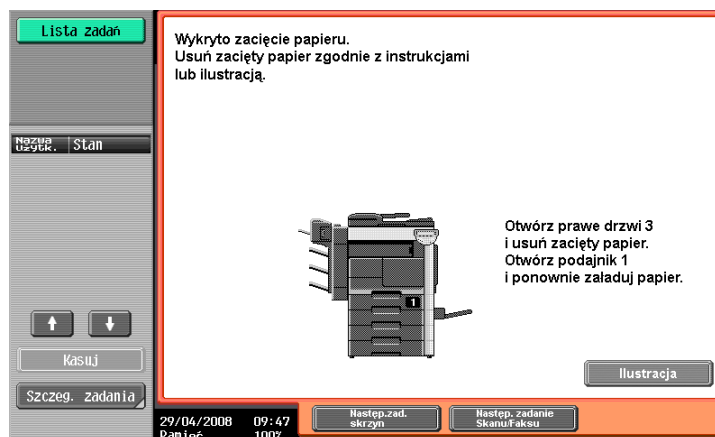 Lista zadań
Wykryto zacięcie papieru.
Usuń zacięty papier zgodnie z instrukcjami
lub ilustracją.
Nazwa
użytk.
Stan
Otwórz prawe drzwi 3
i usuń zacięty papier.
Otwórz podajnik 1
i ponownie załaduj papier.
1
Kasuj
Ilustracja
Szczeg. zadania
29/04/2008 09:47
Pamięć 100%
Następ.zad.
skrzyn
Następ. zadanie
Skanu/Faksu